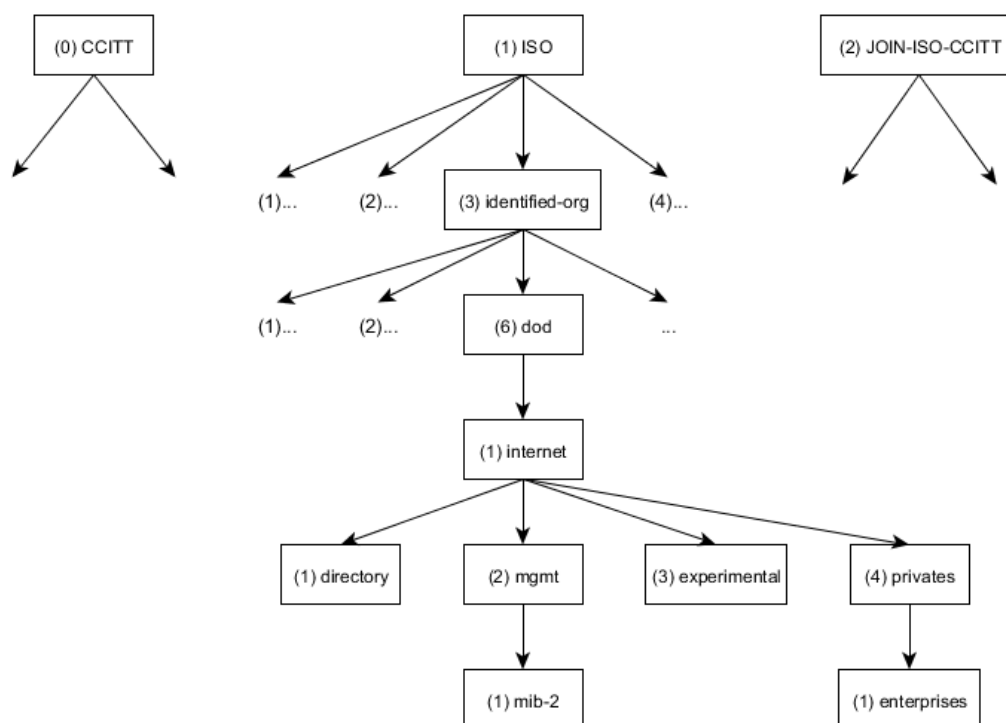 (0) CCITT
(1) ISO
(2) JOIN-ISO-CCITT
(1)...
(2)...
(3) identified-org
(4)...
(1)...
(2)...
(6) dod
...
(1) internet
(1) directory
(2) mgmt
(3) experimental
(4) privates
(1) mib-2
(1) enterprises